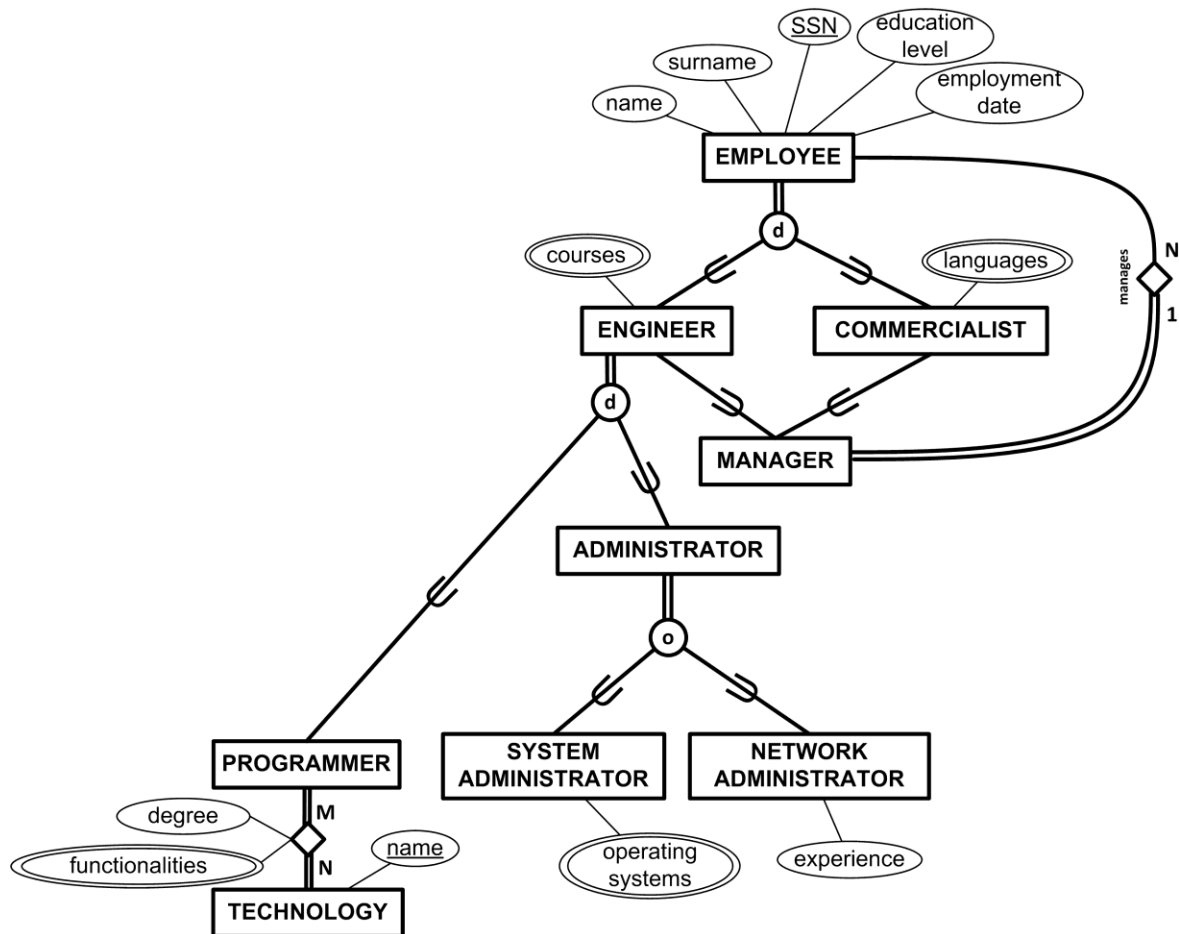 SSN
education
level
surname
employment
date
name
EMPLOYEE
d
courses
languages
manages
N
1
ENGINEER
COMMERCIALIST
d
MANAGER
ADMINISTRATOR
o
PROGRAMMER
SYSTEM
ADMINISTRATOR
NETWORK
ADMINISTRATOR
degree
M
functionalities
N
name
operating
systems
experience
TECHNOLOGY